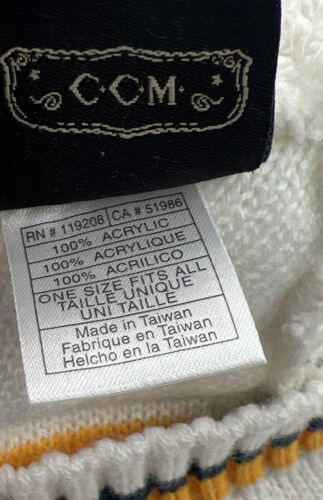 C·C·M·
RN # 119208 CA # 51986
100% ACRYLIC
100% ACRYLIQUE
100% ACRILICO
ONE SIZE FITS ALL
TAILLE UNIQUE
UNI TAILLE
Made in Taiwan
Fabrique en Taiwan
Helcho en la Taiwan